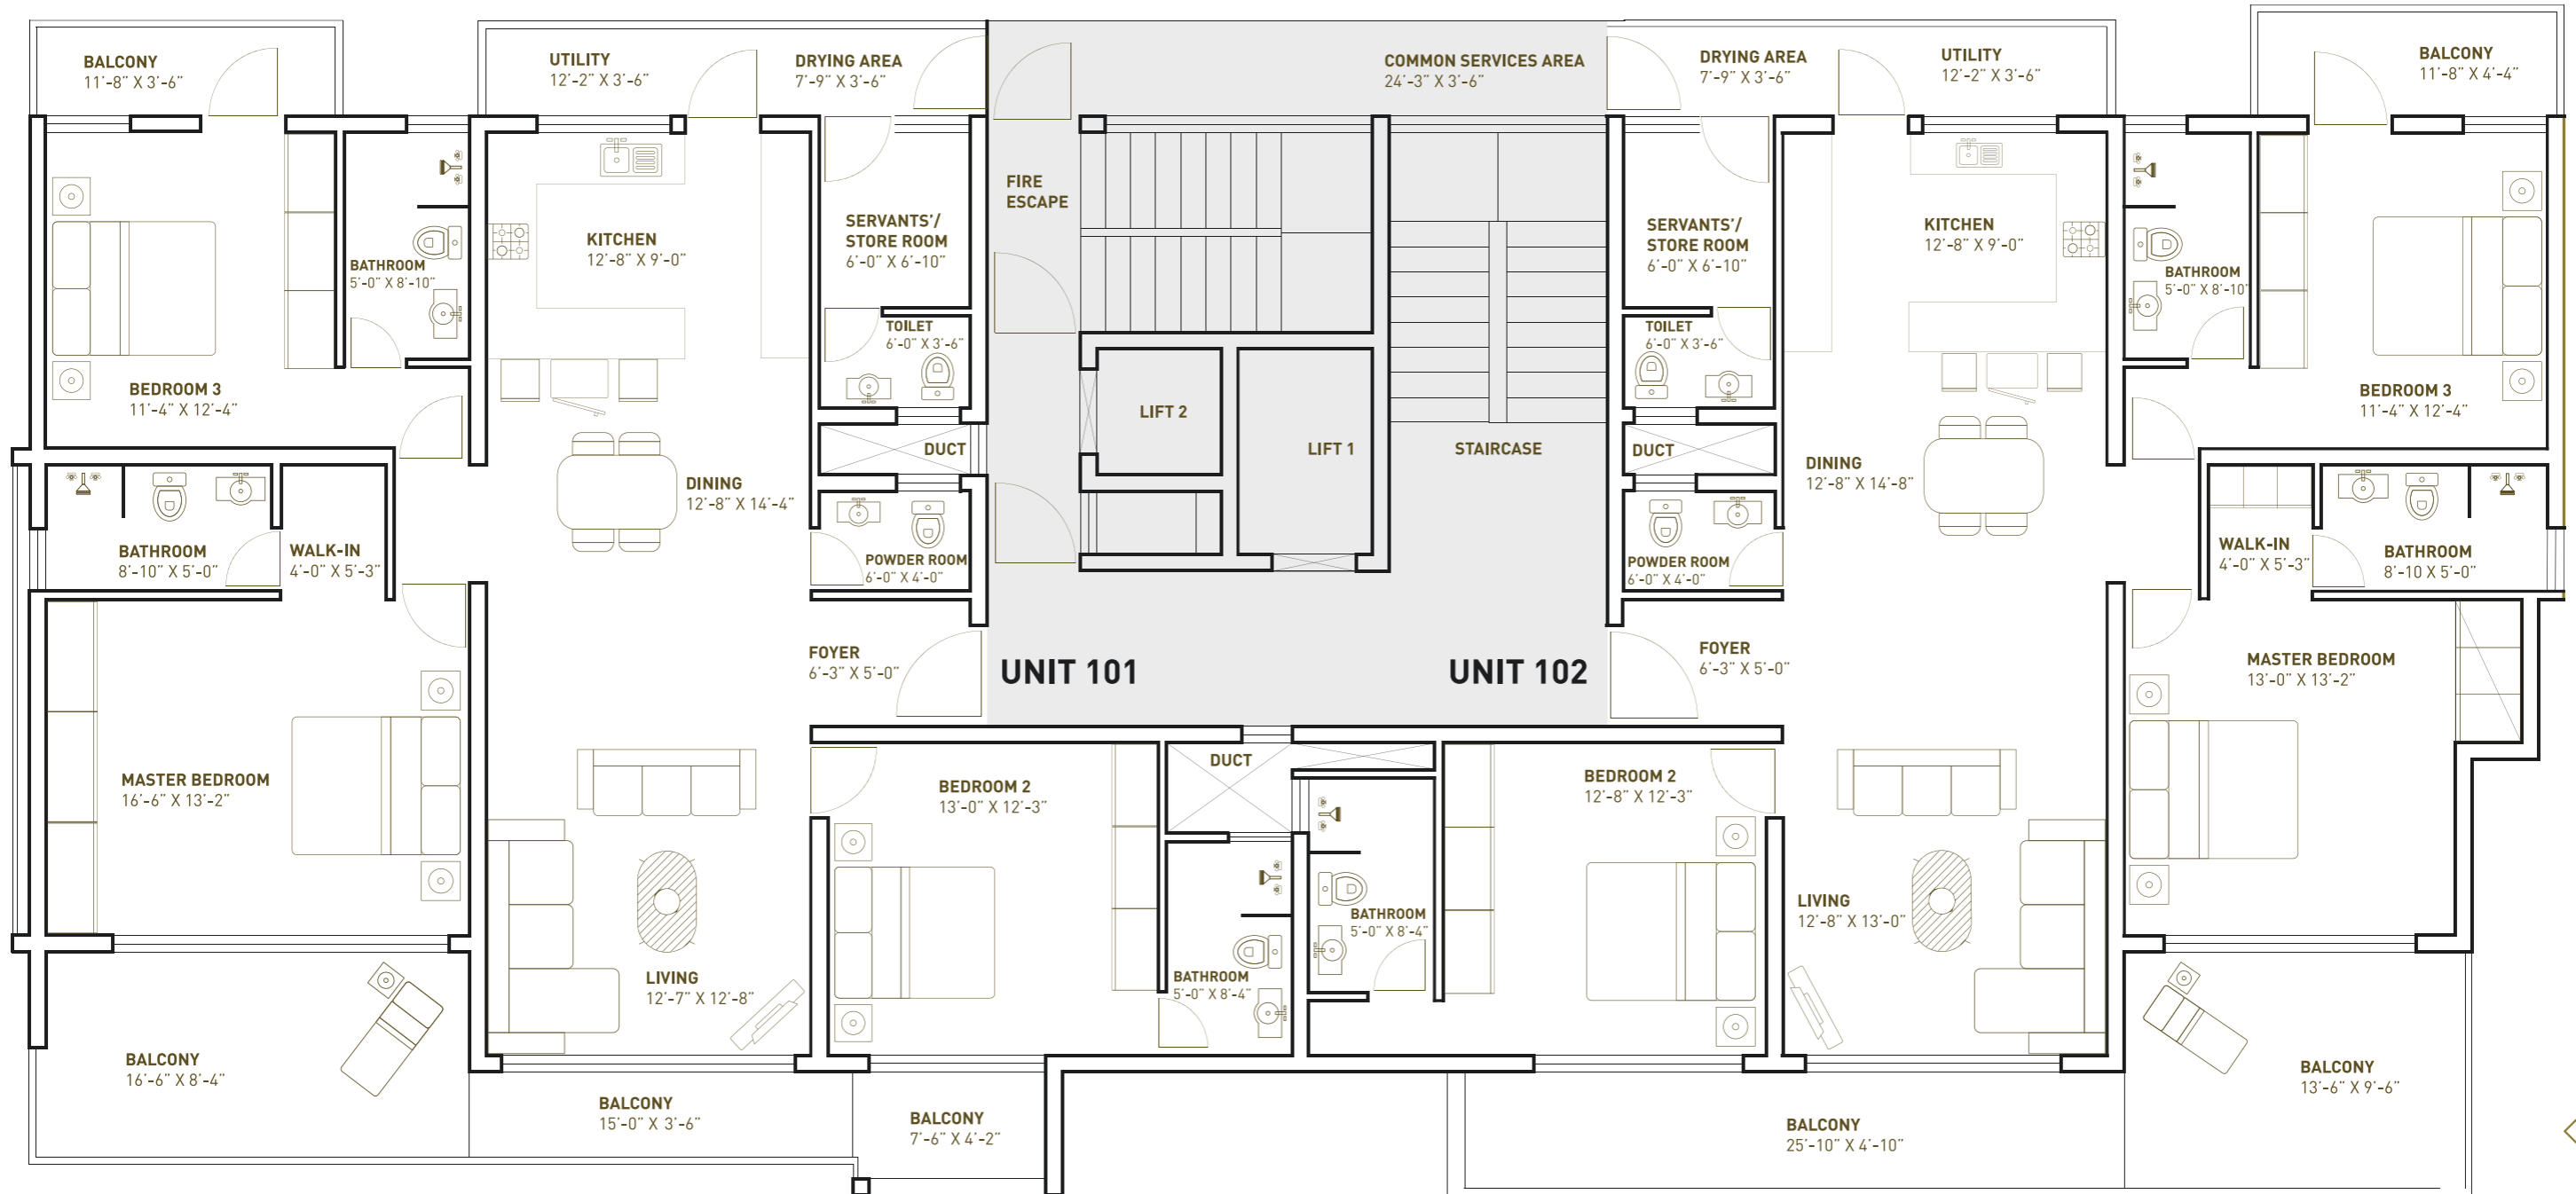 BALCONY
11'-8" X 3'-6"
UTILITY
12'-2" X 3'-6"
DRYING AREA
7'-9" X 3'-6"
COMMON SERVICES AREA
24'-3" X 3'-6"
DRYING AREA
7'-9" X 3'-6"
UTILITY
12'-2" X 3'-6"
BALCONY
11'-8" X 4'-4"
FIRE
ESCAPE
SERVANTS'/
STORE ROOM
6'-0" X 6'-10"
KITCHEN
12'-8" X 9'-0"
BATHROOM
5'-0" X 8'-10"
SERVANTS'/
STORE ROOM
6'-0" X 6'-10"
KITCHEN
12'-8" X 9'-0"
BATHROOM
5'-0" X 8'-10"
TOILET
6'-0" X 3'-6"
TOILET
6'-0" X 3'-6"
BEDROOM 3
11'-4" X 12'-4"
LIFT 2
LIFT 1
STAIRCASE
BEDROOM 3
11'-4" X 12'-4"
DUCT
DUCT
DINING
12'-8" X 14'-4"
DINING
12'-8" X 14'-8"
BATHROOM
8'-10" X 5'-0"
WALK-IN
4'-0" X 5'-3"
POWDER ROOM
6'-0" X 4'-0"
POWDER ROOM
6'-0" X 4'-0"
WALK-IN
4'-0" X 5'-3"
BATHROOM
8'-10 X 5'-0"
FOYER
6'-3" X 5'-0"
UNIT 101
UNIT 102
FOYER
6'-3" X 5'-0"
MASTER BEDROOM
13'-0" X 13'-2"
MASTER BEDROOM
16'-6" X 13'-2"
BEDROOM 2
13'-0" X 12'-3"
DUCT
BEDROOM 2
12'-8" X 12'-3"
LIVING
12'-7" X 12'-8"
BATHROOM
5'-0" X 8'-4"
BATHROOM
5'-0" X 8'-4"
LIVING
12'-8" X 13'-0"
BALCONY
16'-6" X 8'-4"
BALCONY
15'-0" X 3'-6"
BALCONY
7'-6" X 4'-2"
BALCONY
25'-10" X 4'-10"
BALCONY
13'-6" X 9'-6"